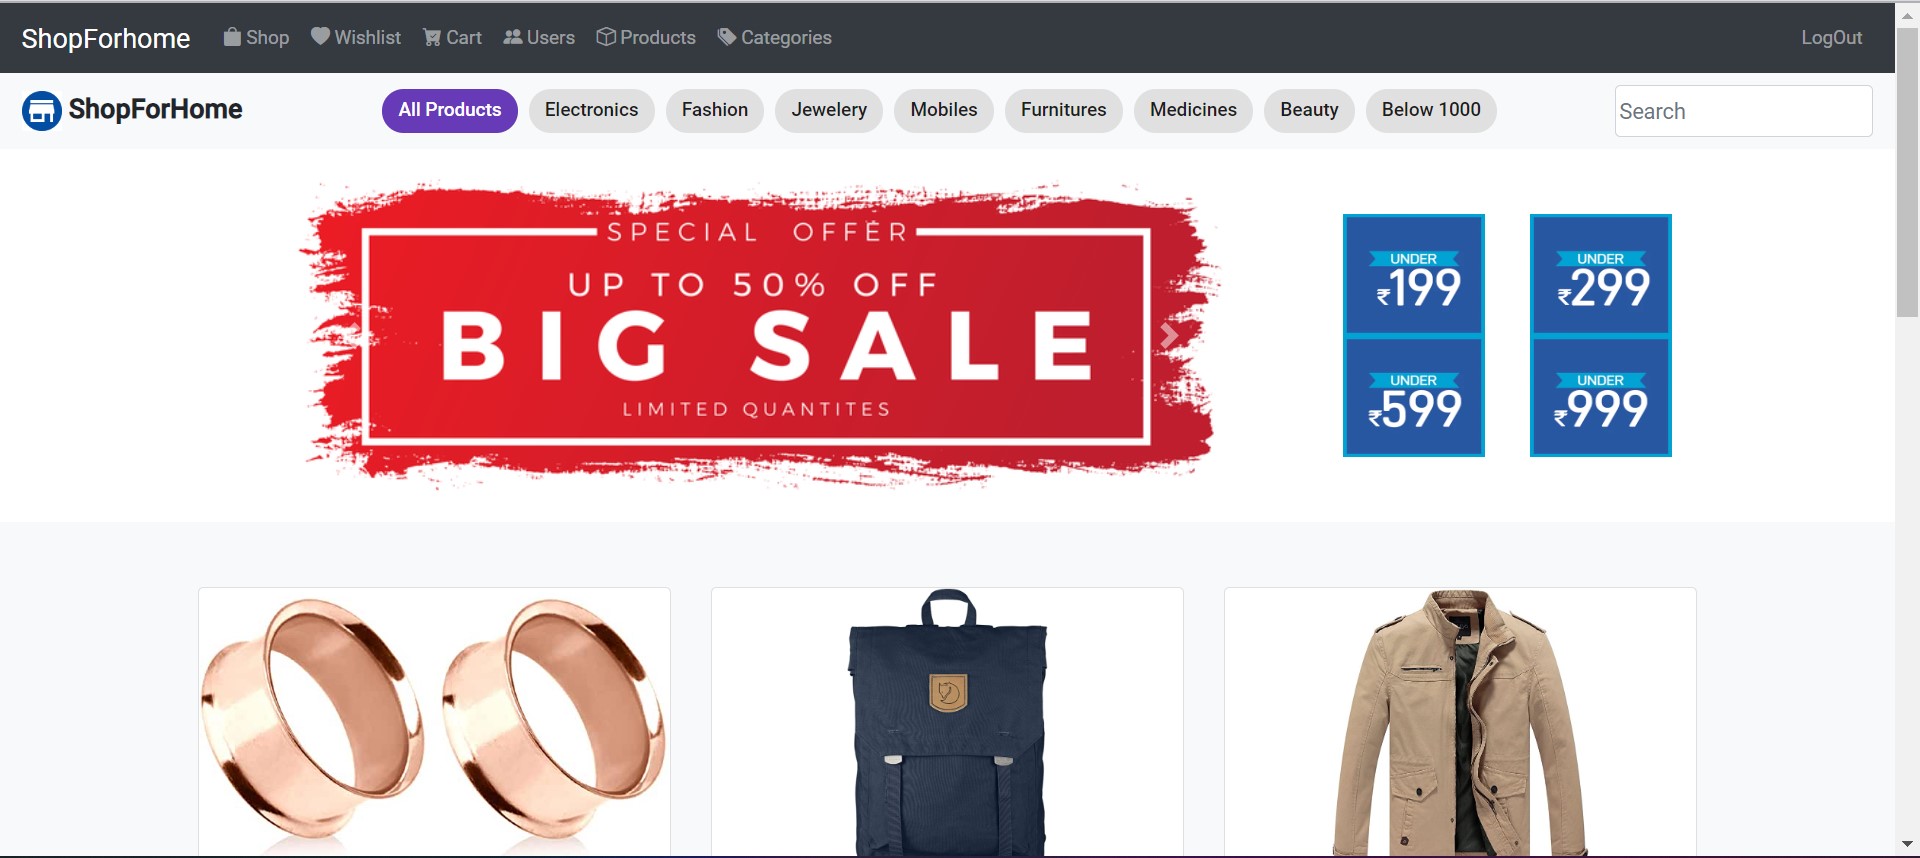 ShopForhome Shop Wishlist Cart Users Products Categories LogOut
ShopForHome All Products Electronics Fashion Jewelery Mobiles Furnitures Medicines Beauty Below 1000 Search
SPECIAL OFFER
UP TO 50% OFF
BIG SALE
LIMITED QUANTITES
UNDER
₹199
UNDER
₹299
UNDER
₹599
UNDER
₹999